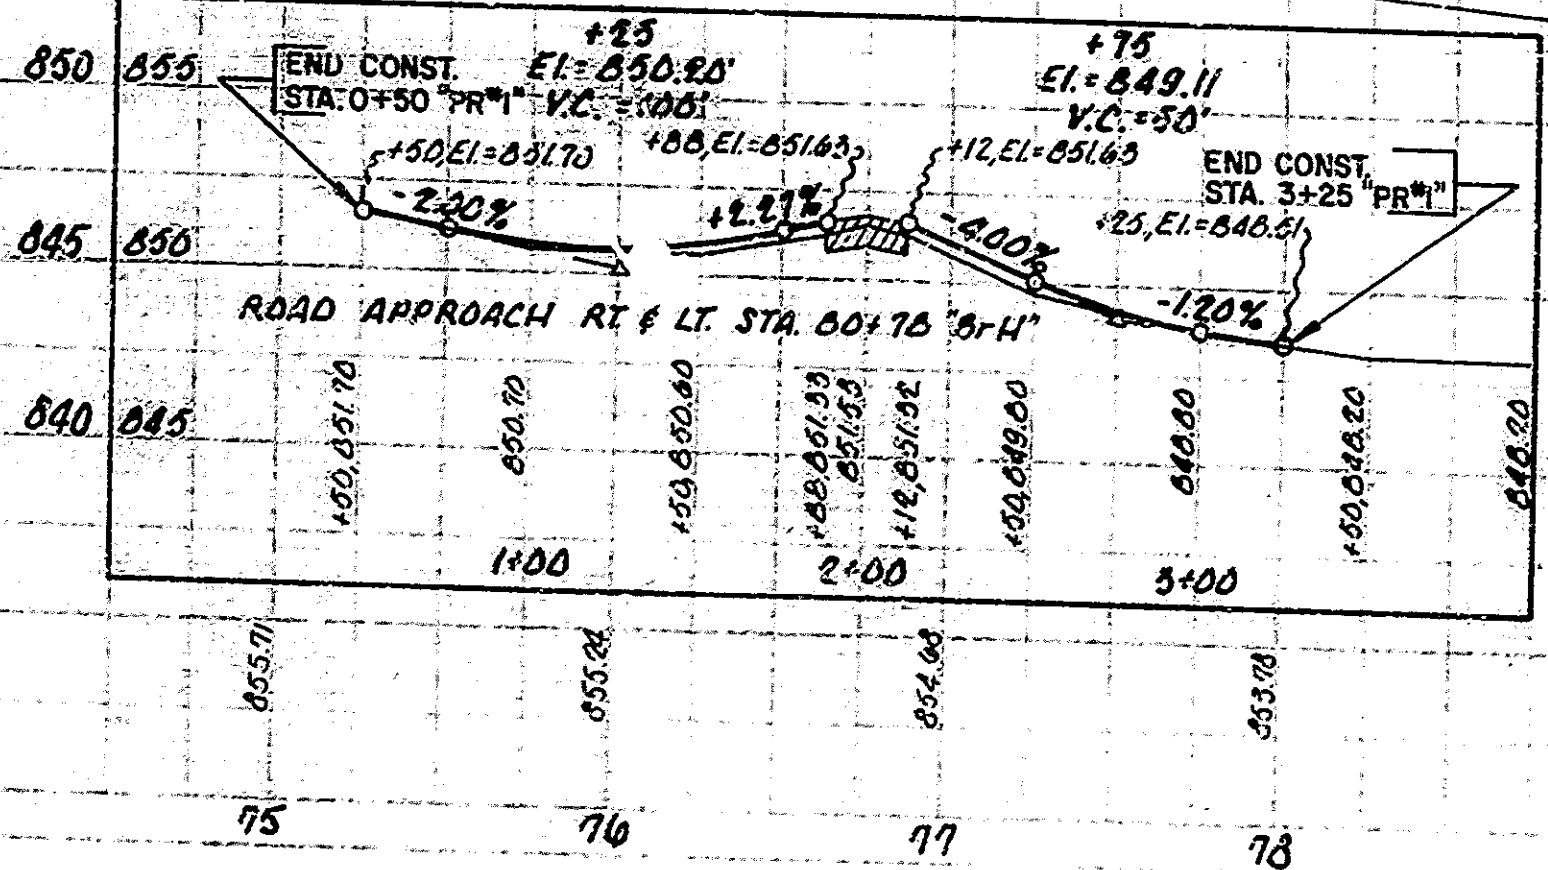 +25
El.= 850.20'
V.C. = 100'
+75
El.= 849.11
V.C. = 50'
850 855
END CONST.
STA. 0+50 "PR#1"
+50, El.= 851.70
+88, El.= 851.63
+12, El.= 851.63
END CONST.
STA. 3+25 "PR#1"
+25, El.= 848.51
-2.00%
+2.27%
-4.00%
-1.20%
845 850
ROAD APPROACH RT. & LT. STA. 80+78 "BrH"
840 845
+50, 851.70
850.70
+50, 850.60
+88, 851.33
851.53
+12, 851.32
+50, 849.80
848.80
+50, 848.20
848.20
1+00
2+00
3+00
855.71
855.24
854.68
853.78
75
76
77
78